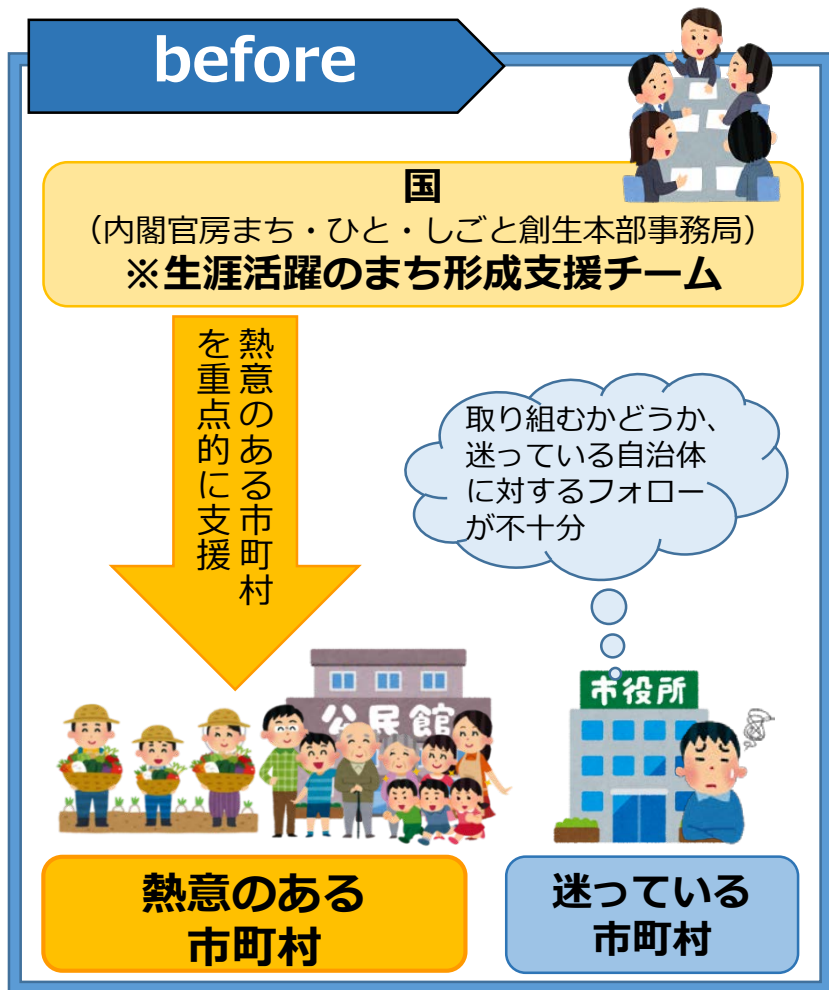 before
国
（内閣官房まち・ひと・しごと創生本部事務局）
※生涯活躍のまち形成支援チーム
熱意のある市町村
を重点的に支援
取り組むかどうか、
迷っている自治体
に対するフォロー
が不十分
公民館
市役所
熱意のある
市町村
迷っている
市町村